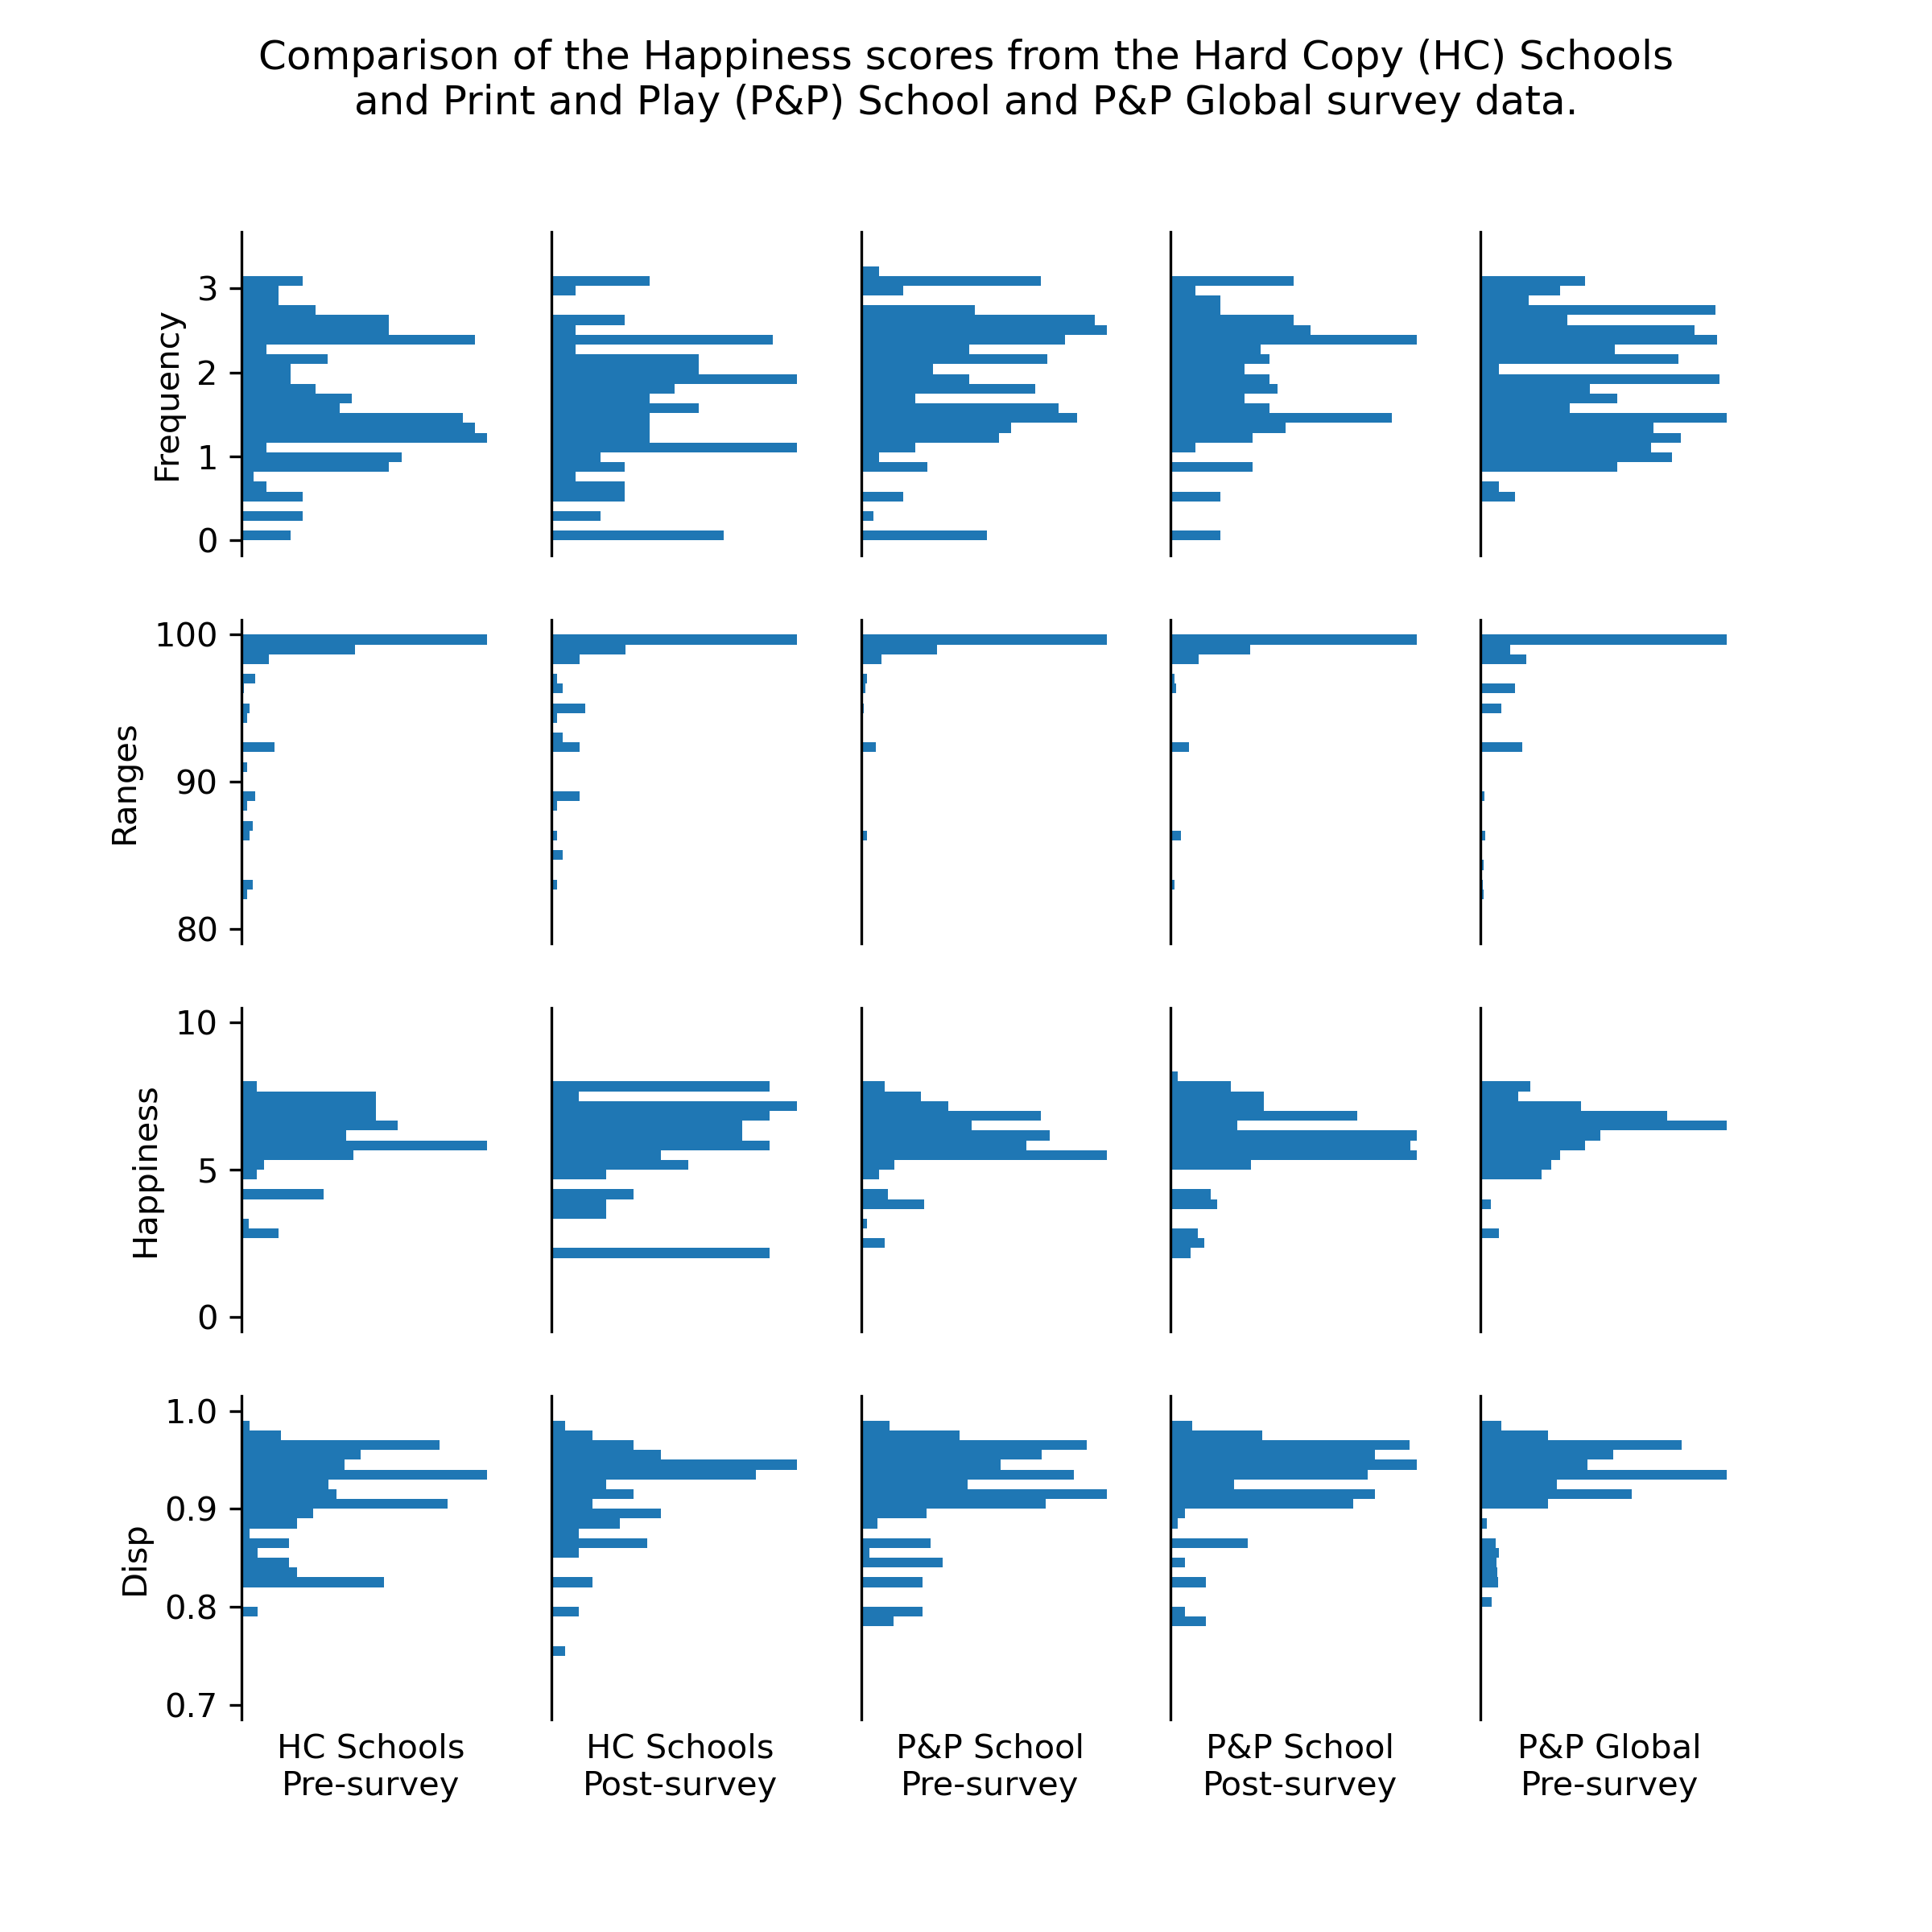 Comparison of the Happiness scores from the Hard Copy (HC) Schools
and Print and Play (P&P) School and P&P Global survey data.
Frequency
3
2
1
0
Ranges
100
90
80
Happiness
10
5
0
Disp
1.0
0.9
0.8
0.7
HC Schools
Pre-survey
HC Schools
Post-survey
P&P School
Pre-survey
P&P School
Post-survey
P&P Global
Pre-survey